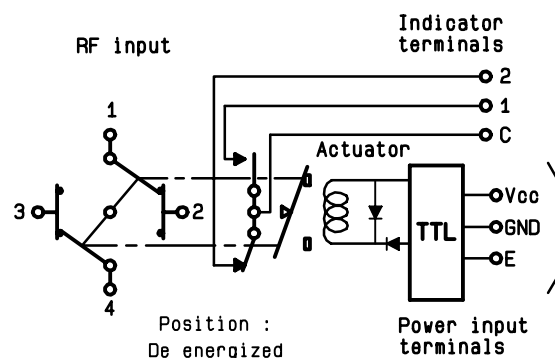 Indicator
terminals
RF input
2
1
C
1
Actuator
3
2
TTL
Vcc
GND
E
4
Position :
De energized
Power input
terminals